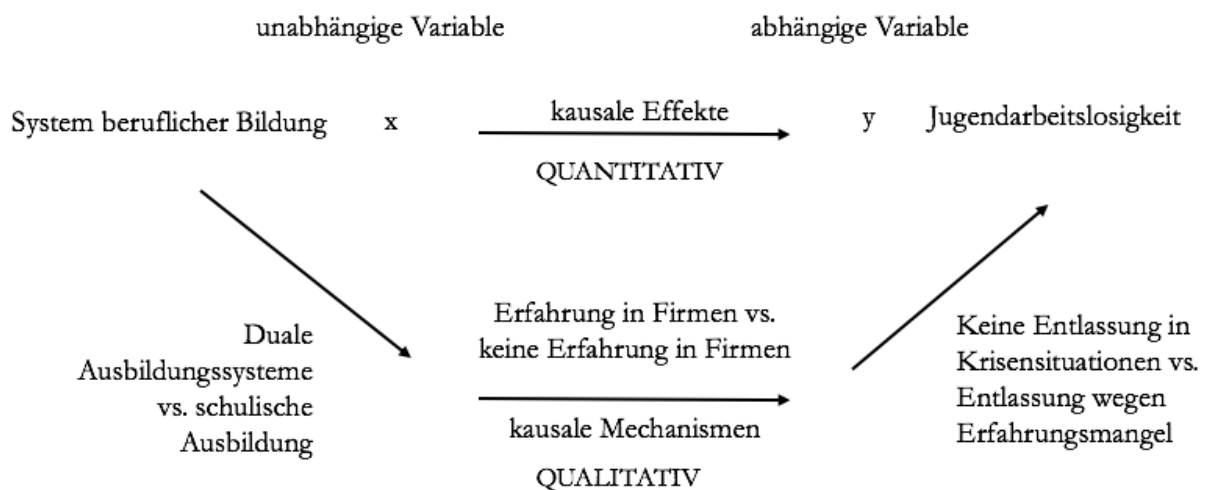 unabhängige Variable
abhängige Variable
System beruflicher Bildung
x
kausale Effekte
QUANTITATIV
y
Jugendarbeitslosigkeit
Duale
Ausbildungssysteme
vs. schulische
Ausbildung
Erfahrung in Firmen vs.
keine Erfahrung in Firmen
kausale Mechanismen
QUALITATIV
Keine Entlassung in
Krisensituationen vs.
Entlassung wegen
Erfahrungsmangel